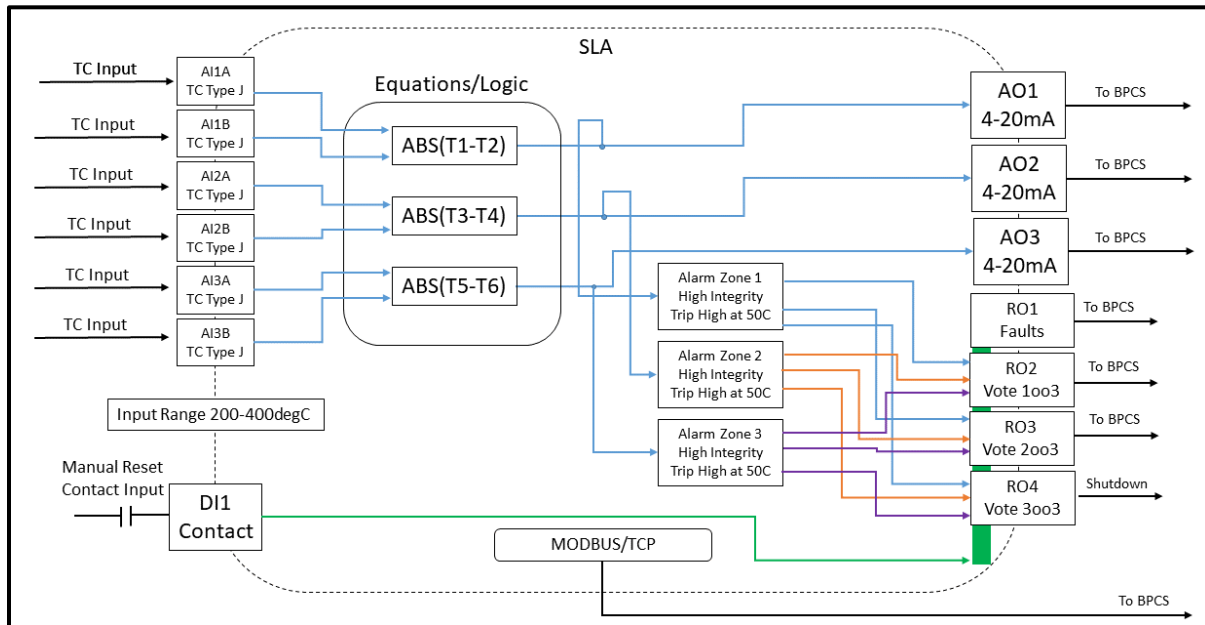 SLA
TC Input
AI1A
TC Type J
TC Input
AI1B
TC Type J
TC Input
AI2A
TC Type J
TC Input
AI2B
TC Type J
TC Input
AI3A
TC Type J
TC Input
AI3B
TC Type J
Input Range 200-400degC
Manual Reset
Contact Input
DI1
Contact
Equations/Logic
ABS(T1-T2)
ABS(T3-T4)
ABS(T5-T6)
Alarm Zone 1
High Integrity
Trip High at 50C
Alarm Zone 2
High Integrity
Trip High at 50C
Alarm Zone 3
High Integrity
Trip High at 50C
MODBUS/TCP
AO1
4-20mA
To BPCS
AO2
4-20mA
To BPCS
AO3
4-20mA
To BPCS
RO1
Faults
To BPCS
RO2
Vote 1oo3
To BPCS
RO3
Vote 2oo3
To BPCS
RO4
Vote 3oo3
Shutdown
To BPCS